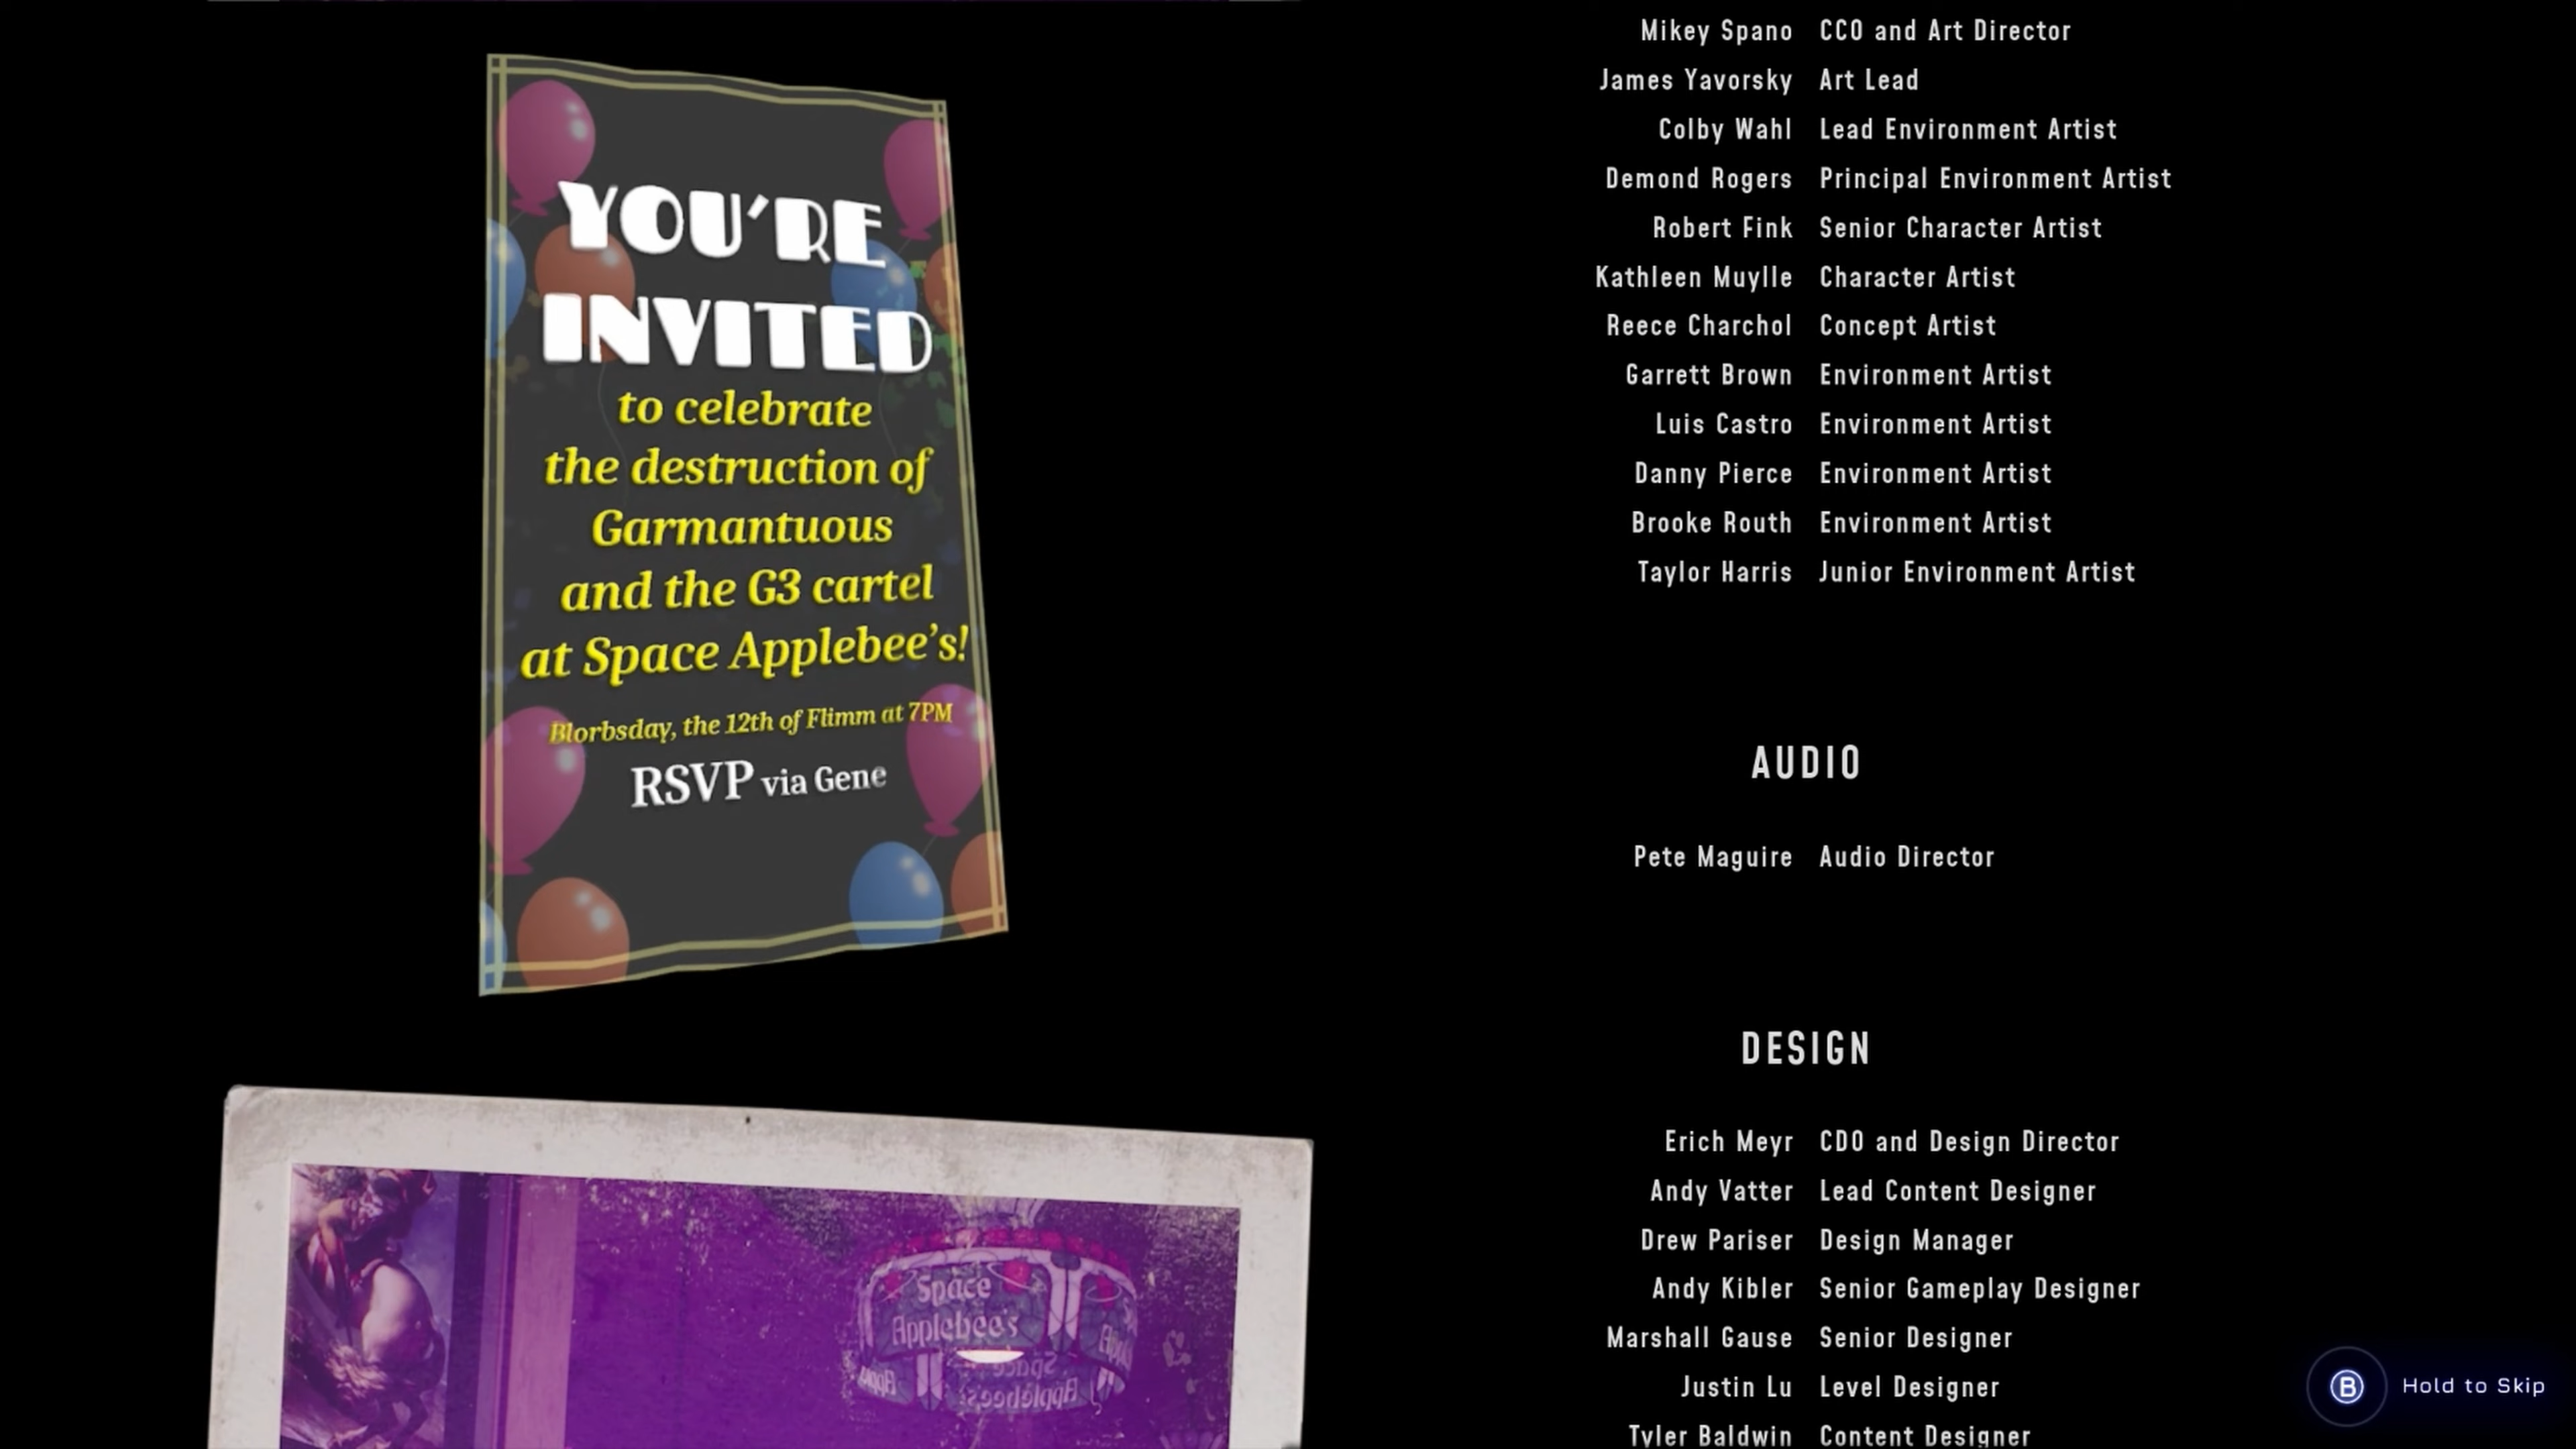 YOU'RE
INVITED
to celebrate
the destruction of
Garmantuous
and the G3 cartel
at Space Applebee's!
Blorbsday, the 12th of Flimm at 7PM
RSVP via Gene
Space
Applebee's
Mikey Spano CCO and Art Director
James Yavorsky Art Lead
Colby Wahl Lead Environment Artist
Demond Rogers Principal Environment Artist
Robert Fink Senior Character Artist
Kathleen Muylle Character Artist
Reece Charchol Concept Artist
Garrett Brown Environment Artist
Luis Castro Environment Artist
Danny Pierce Environment Artist
Brooke Routh Environment Artist
Taylor Harris Junior Environment Artist
AUDIO
Pete Maguire Audio Director
DESIGN
Erich Meyr CDO and Design Director
Andy Vatter Lead Content Designer
Drew Pariser Design Manager
Andy Kibler Senior Gameplay Designer
Marshall Gause Senior Designer
Justin Lu Level Designer
Tyler Baldwin Content Designer
B Hold to Skip